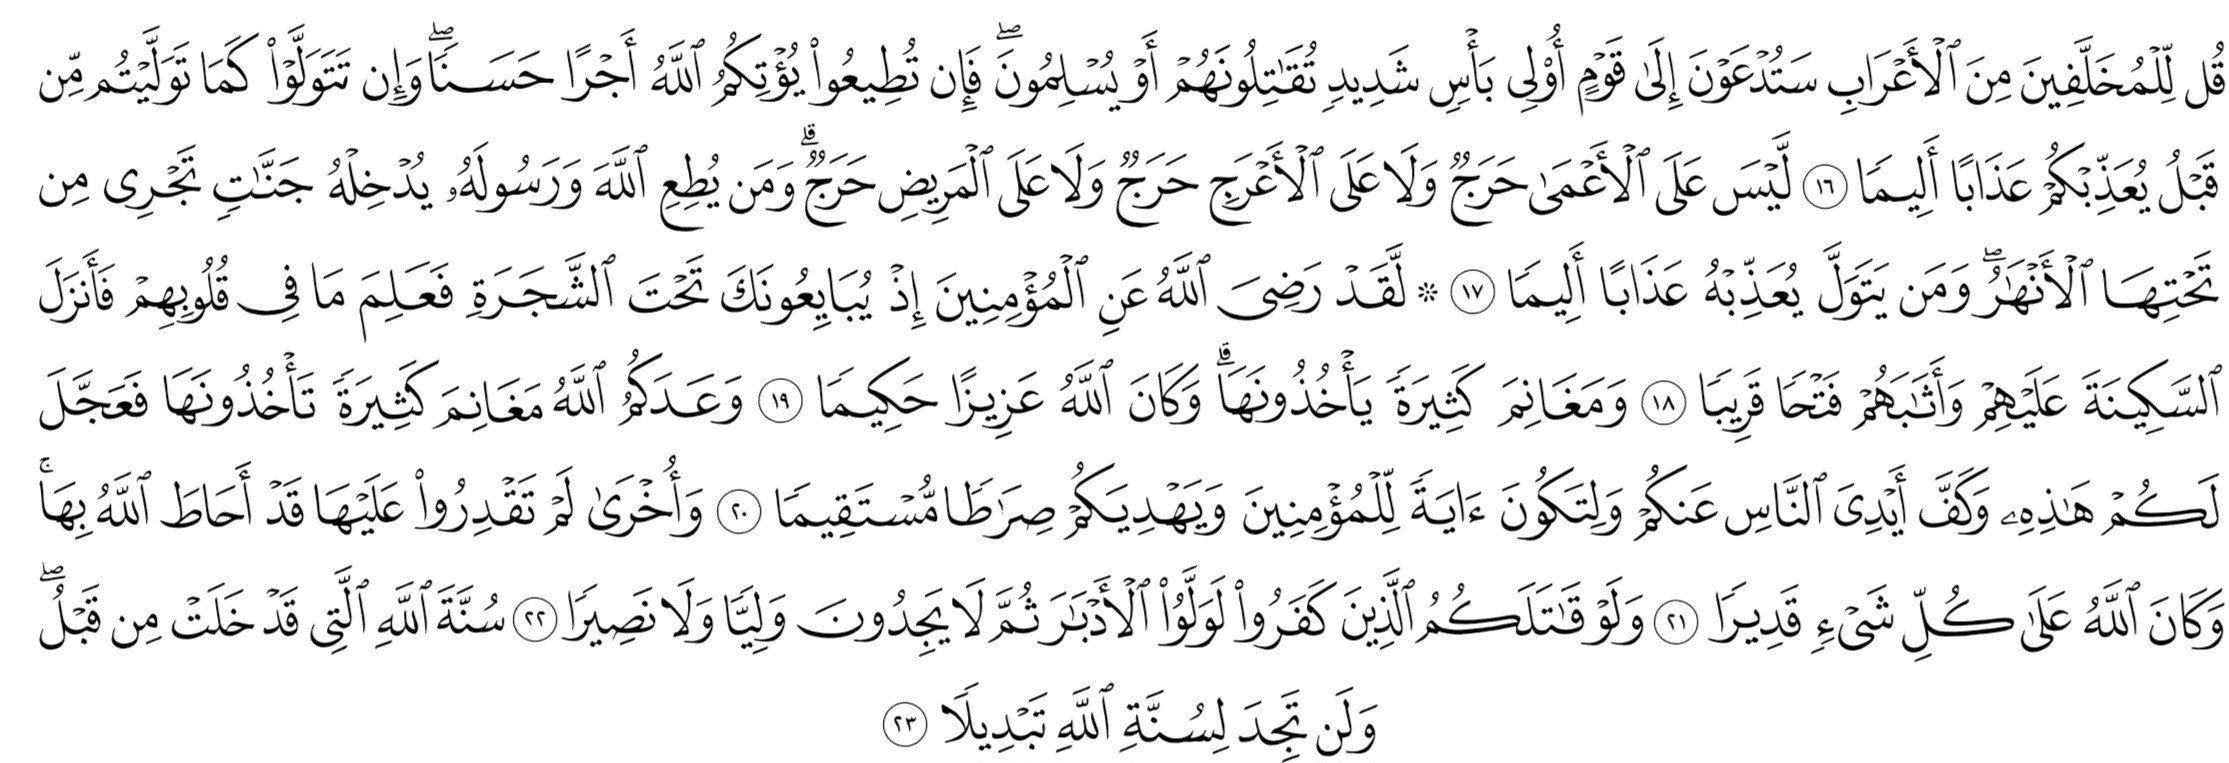 قُل لِّلۡمُخَلَّفِينَ مِنَ ٱلۡأَعۡرَابِ سَتُدۡعَوۡنَ إِلَىٰ قَوۡمٍ أُوْلِي بَأۡسٖ شَدِيدٖ تُقَٰتِلُونَهُمۡ أَوۡ يُسۡلِمُونَۖ فَإِن تُطِيعُواْ يُؤۡتِكُمُ ٱللَّهُ أَجۡرًا حَسَنٗاۖ وَإِن تَتَوَلَّوۡاْ كَمَا تَوَلَّيۡتُم مِّن
قَبۡلُ يُعَذِّبۡكُمۡ عَذَابًا أَلِيمٗا ١٦ لَّيۡسَ عَلَى ٱلۡأَعۡمَىٰ حَرَجٞ وَلَا عَلَى ٱلۡأَعۡرَجِ حَرَجٞ وَلَا عَلَى ٱلۡمَرِيضِ حَرَجٞۗ وَمَن يُطِعِ ٱللَّهَ وَرَسُولَهُۥ يُدۡخِلۡهُ جَنَّٰتٖ تَجۡرِي مِن
تَحۡتِهَا ٱلۡأَنۡهَٰرُۖ وَمَن يَتَوَلَّ يُعَذِّبۡهُ عَذَابًا أَلِيمٗا ١٧ ۞ لَّقَدۡ رَضِيَ ٱللَّهُ عَنِ ٱلۡمُؤۡمِنِينَ إِذۡ يُبَايِعُونَكَ تَحۡتَ ٱلشَّجَرَةِ فَعَلِمَ مَا فِي قُلُوبِهِمۡ فَأَنزَلَ
ٱلسَّكِينَةَ عَلَيۡهِمۡ وَأَثَٰبَهُمۡ فَتۡحٗا قَرِيبٗا ١٨ وَمَغَانِمَ كَثِيرَةٗ يَأۡخُذُونَهَاۗ وَكَانَ ٱللَّهُ عَزِيزًا حَكِيمٗا ١٩ وَعَدَكُمُ ٱللَّهُ مَغَانِمَ كَثِيرَةٗ تَأۡخُذُونَهَا فَعَجَّلَ
لَكُمۡ هَٰذِهِۦ وَكَفَّ أَيۡدِيَ ٱلنَّاسِ عَنكُمۡ وَلِتَكُونَ ءَايَةٗ لِّلۡمُؤۡمِنِينَ وَيَهۡدِيَكُمۡ صِرَٰطٗا مُّسۡتَقِيمٗا ٢٠ وَأُخۡرَىٰ لَمۡ تَقۡدِرُواْ عَلَيۡهَا قَدۡ أَحَاطَ ٱللَّهُ بِهَاۚ
وَكَانَ ٱللَّهُ عَلَىٰ كُلِّ شَيۡءٖ قَدِيرٗا ٢١ وَلَوۡ قَٰتَلَكُمُ ٱلَّذِينَ كَفَرُواْ لَوَلَّوُاْ ٱلۡأَدۡبَٰرَ ثُمَّ لَا يَجِدُونَ وَلِيّٗا وَلَا نَصِيرٗا ٢٢ سُنَّةَ ٱللَّهِ ٱلَّتِي قَدۡ خَلَتۡ مِن قَبۡلُۖ
وَلَن تَجِدَ لِسُنَّةِ ٱللَّهِ تَبۡدِيلٗا ٢٣